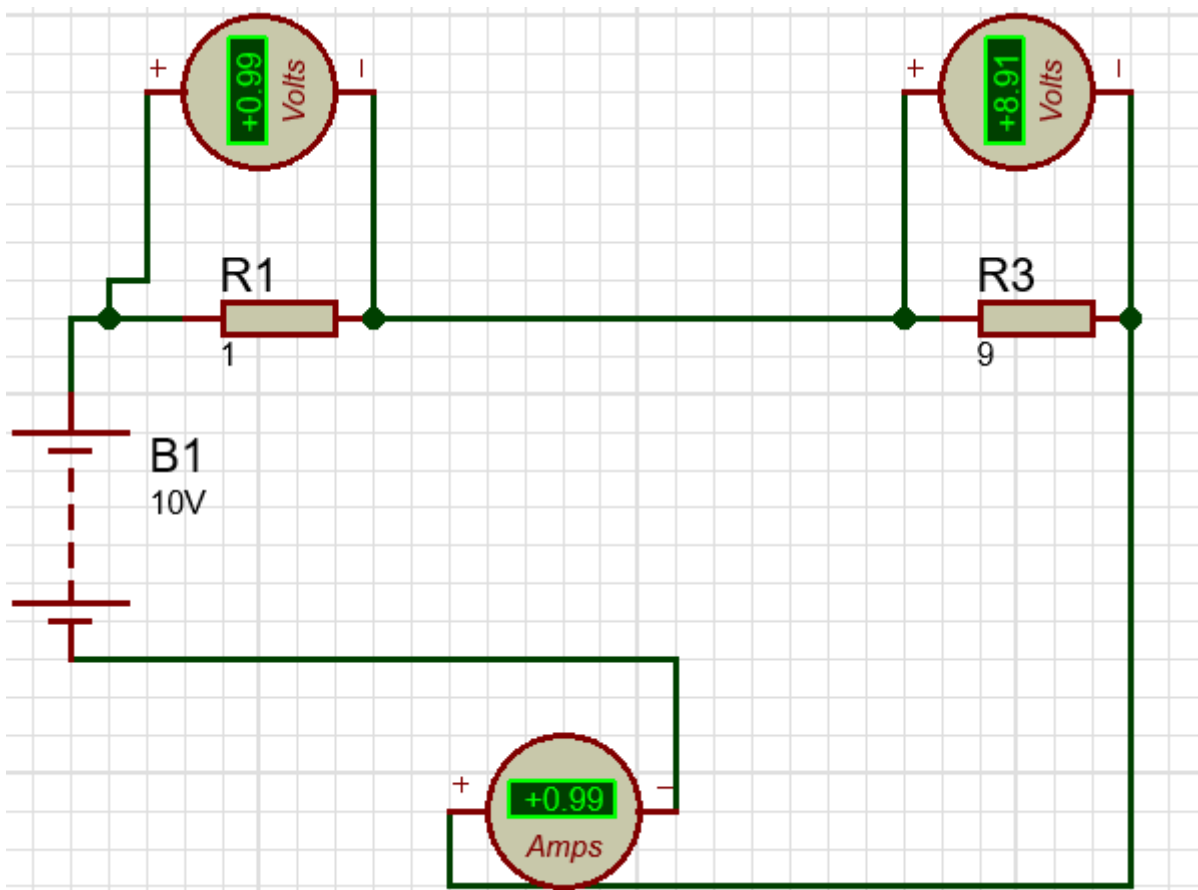 + +0.99 Volts −
+ +8.91 Volts −
R1
1
R3
9
B1
10V
+ +0.99 −
Amps